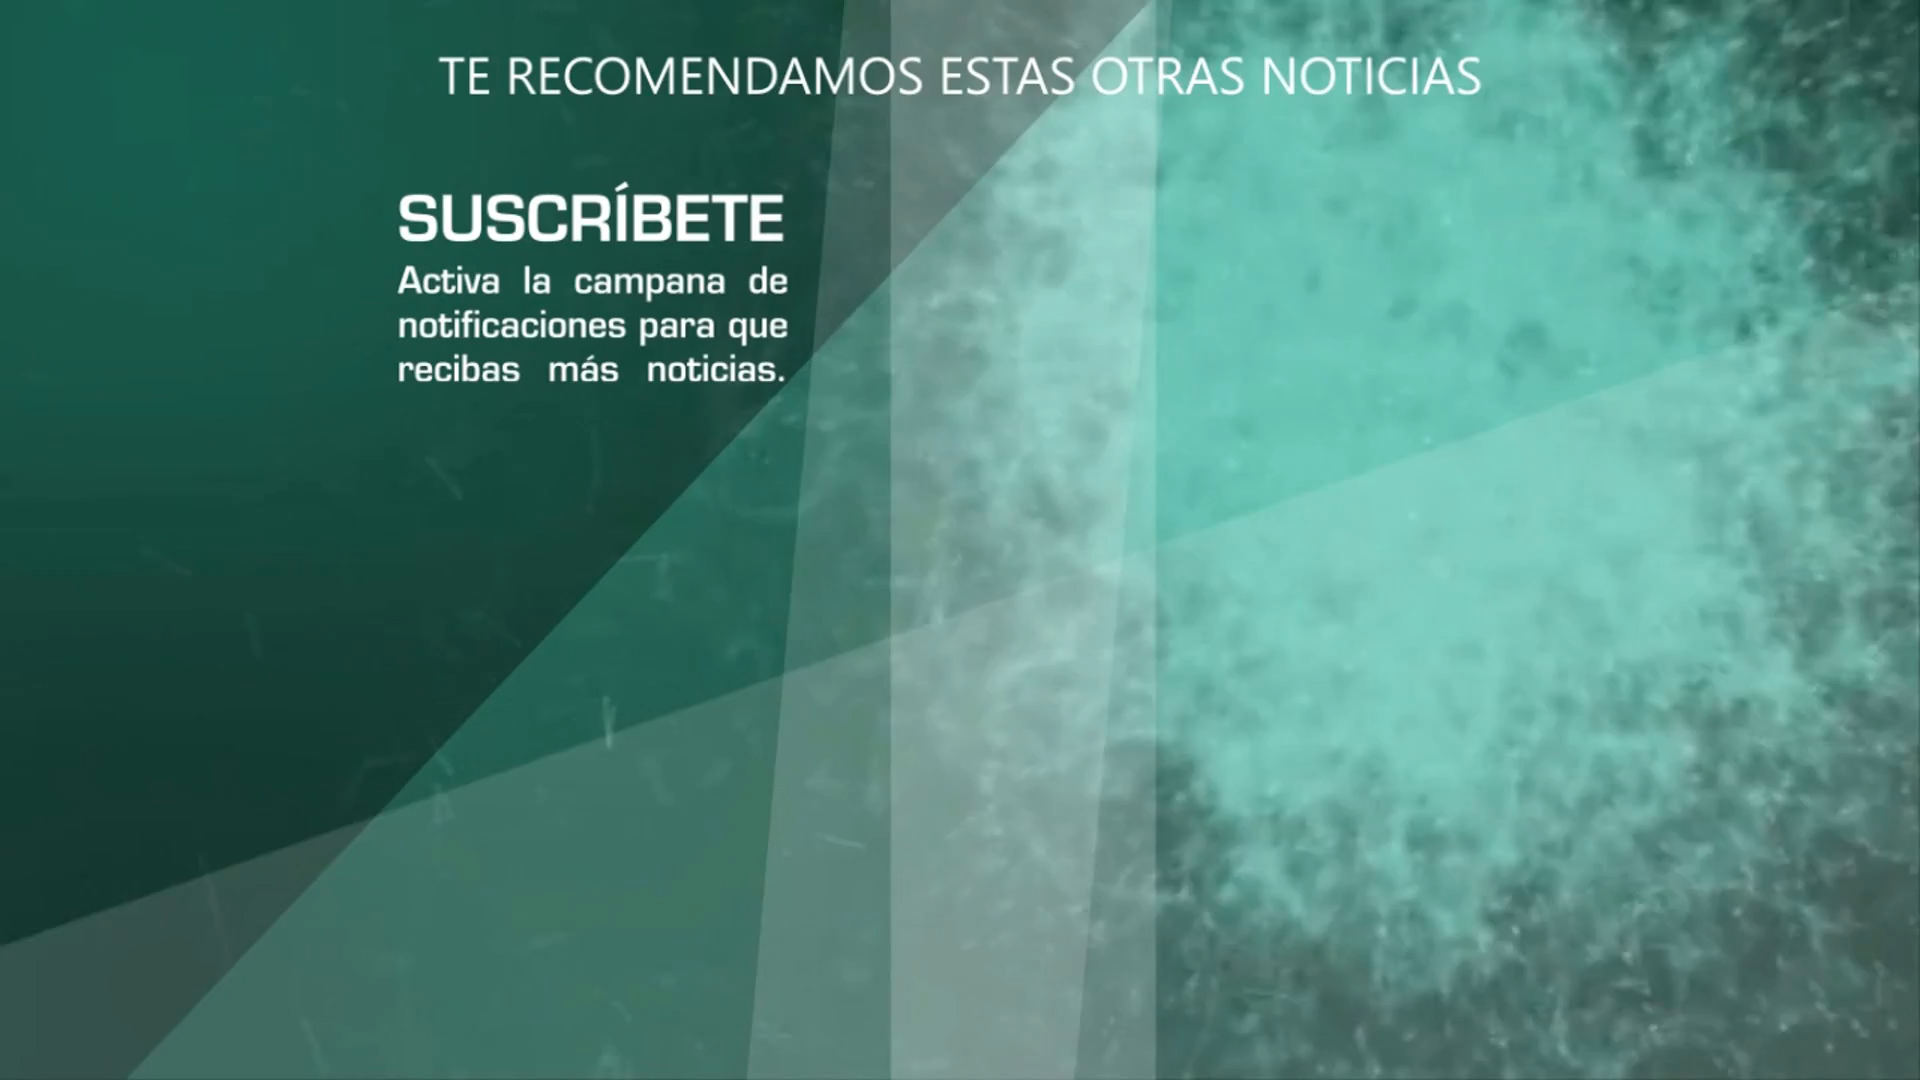 TE RECOMENDAMOS ESTAS OTRAS NOTICIAS
SUSCRÍBETE
Activa la campana de
notificaciones para que
recibas más noticias.